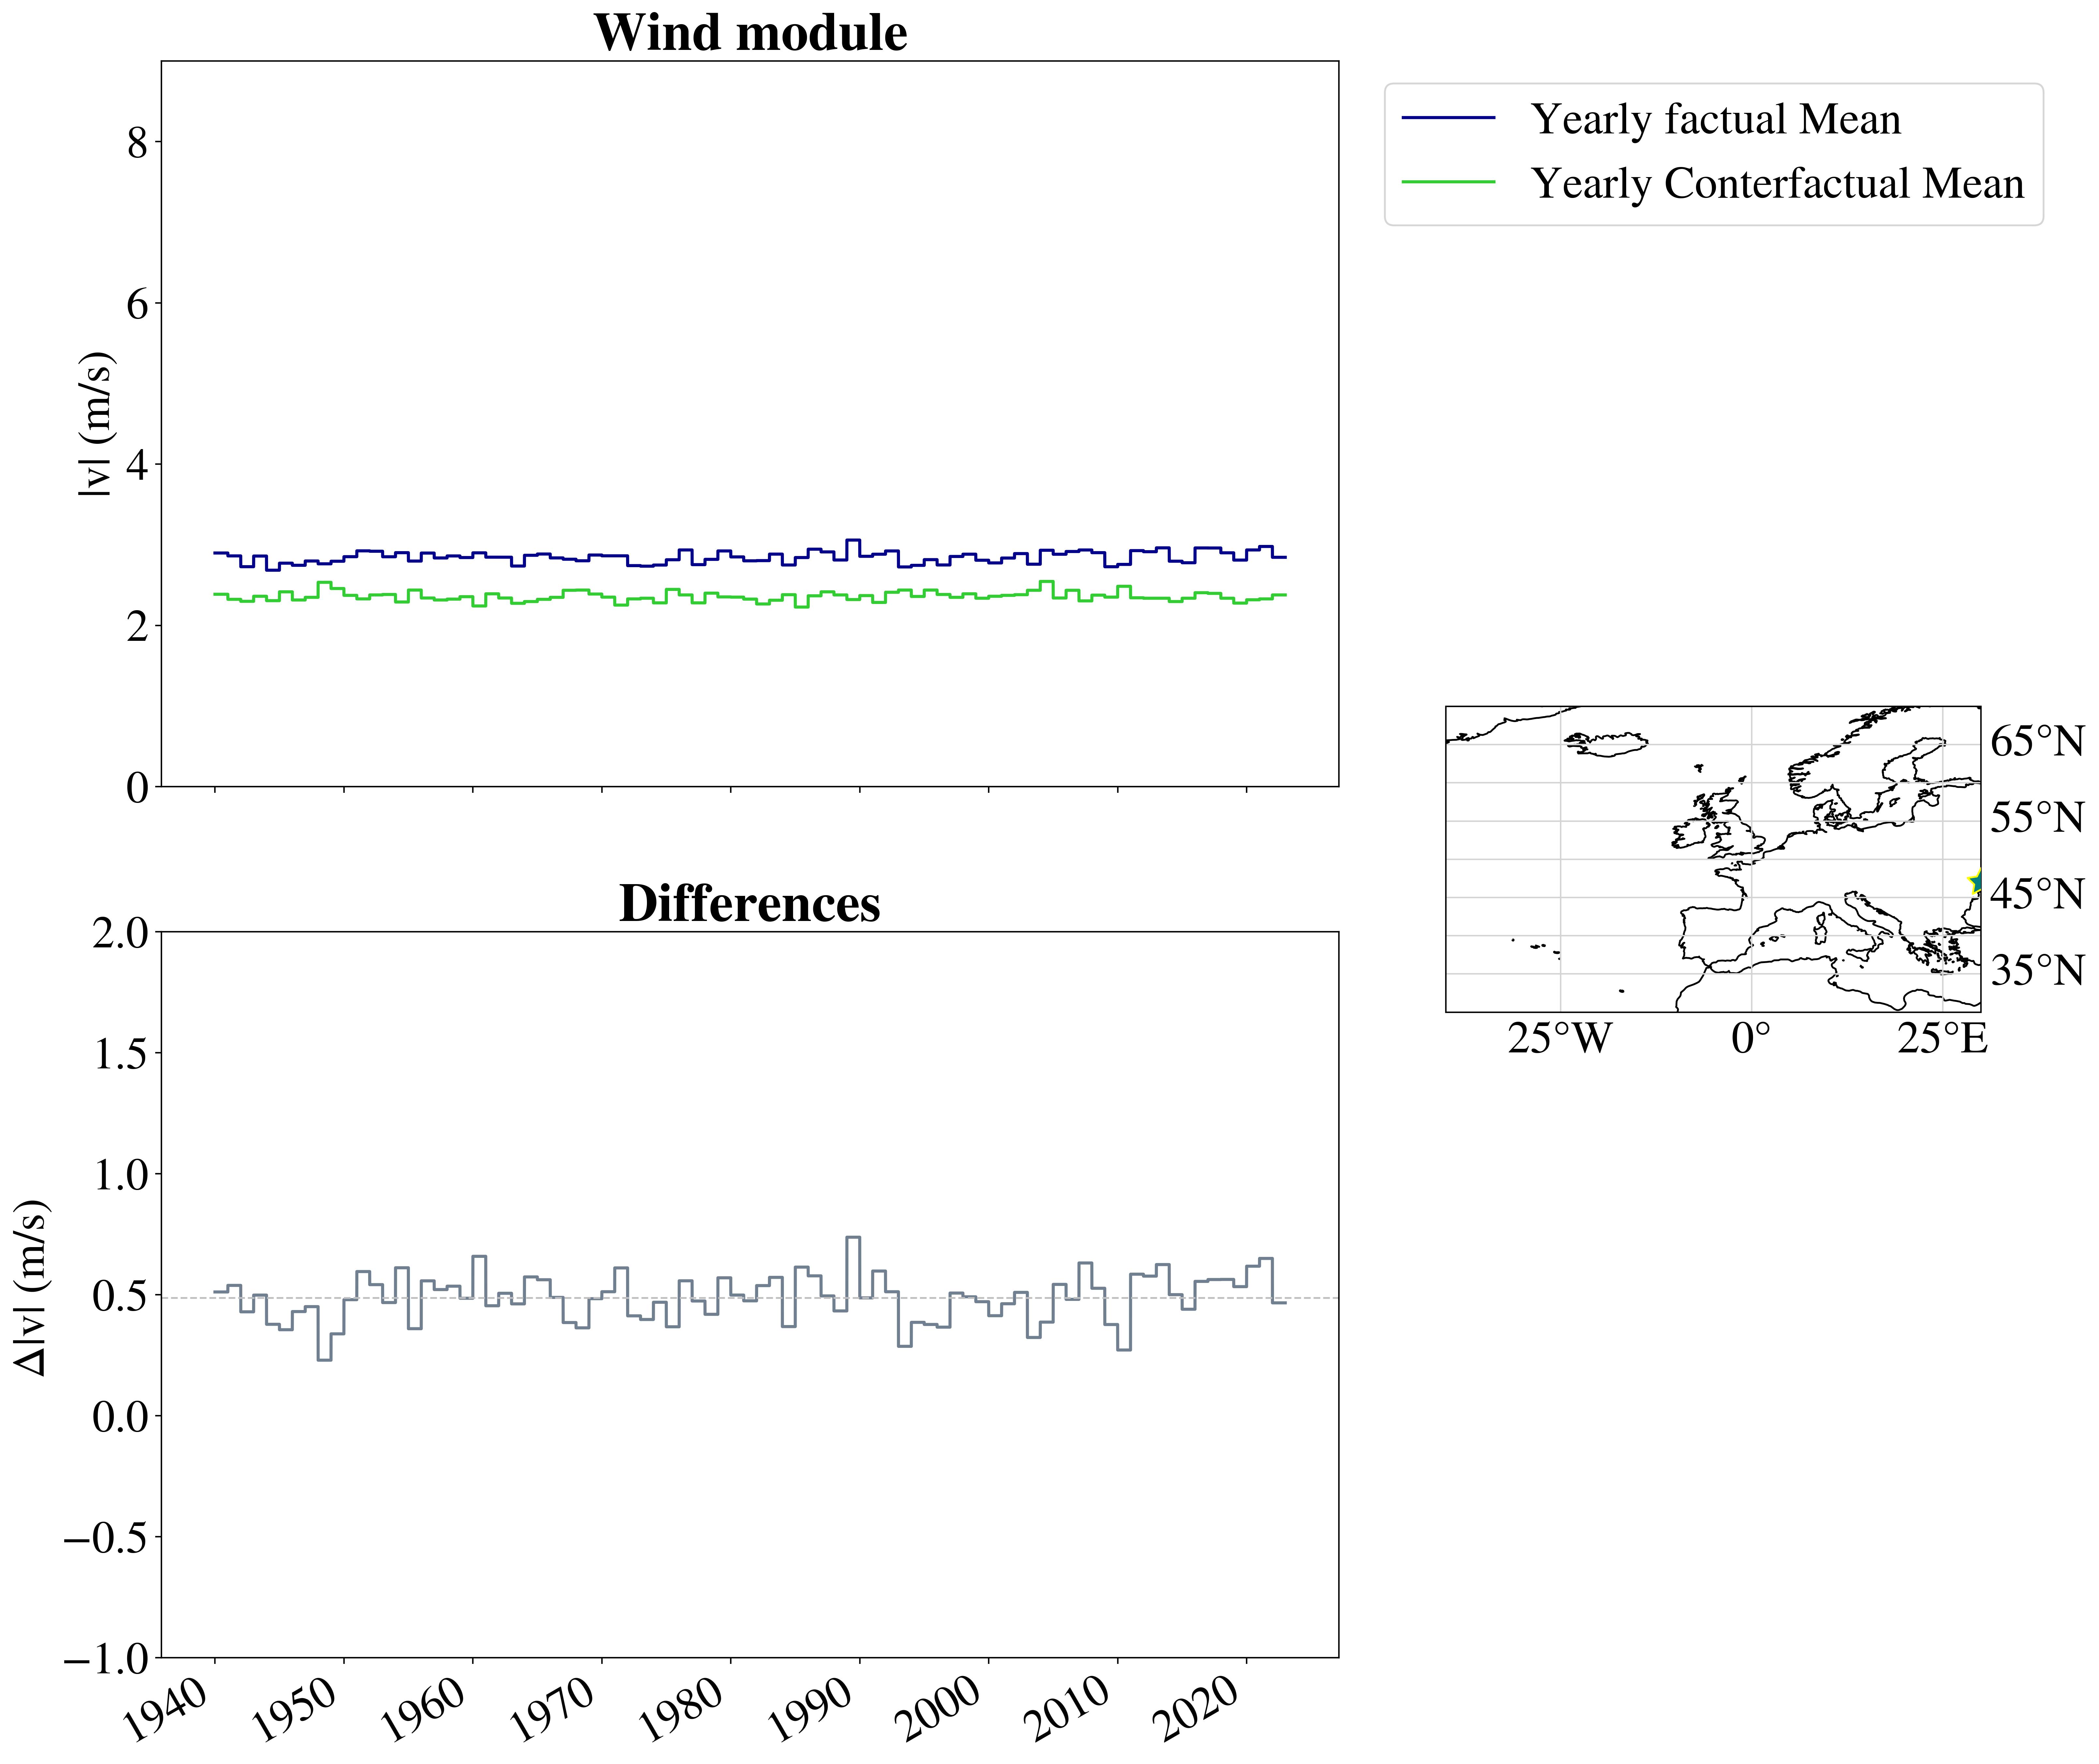 Wind module
8
6
4
2
0
|v| (m/s)
Yearly factual Mean
Yearly Conterfactual Mean
65°N
55°N
45°N
35°N
25°W 0° 25°E
Differences
2.0
1.5
1.0
0.5
0.0
−0.5
−1.0
Δ|v| (m/s)
1940 1950 1960 1970 1980 1990 2000 2010 2020